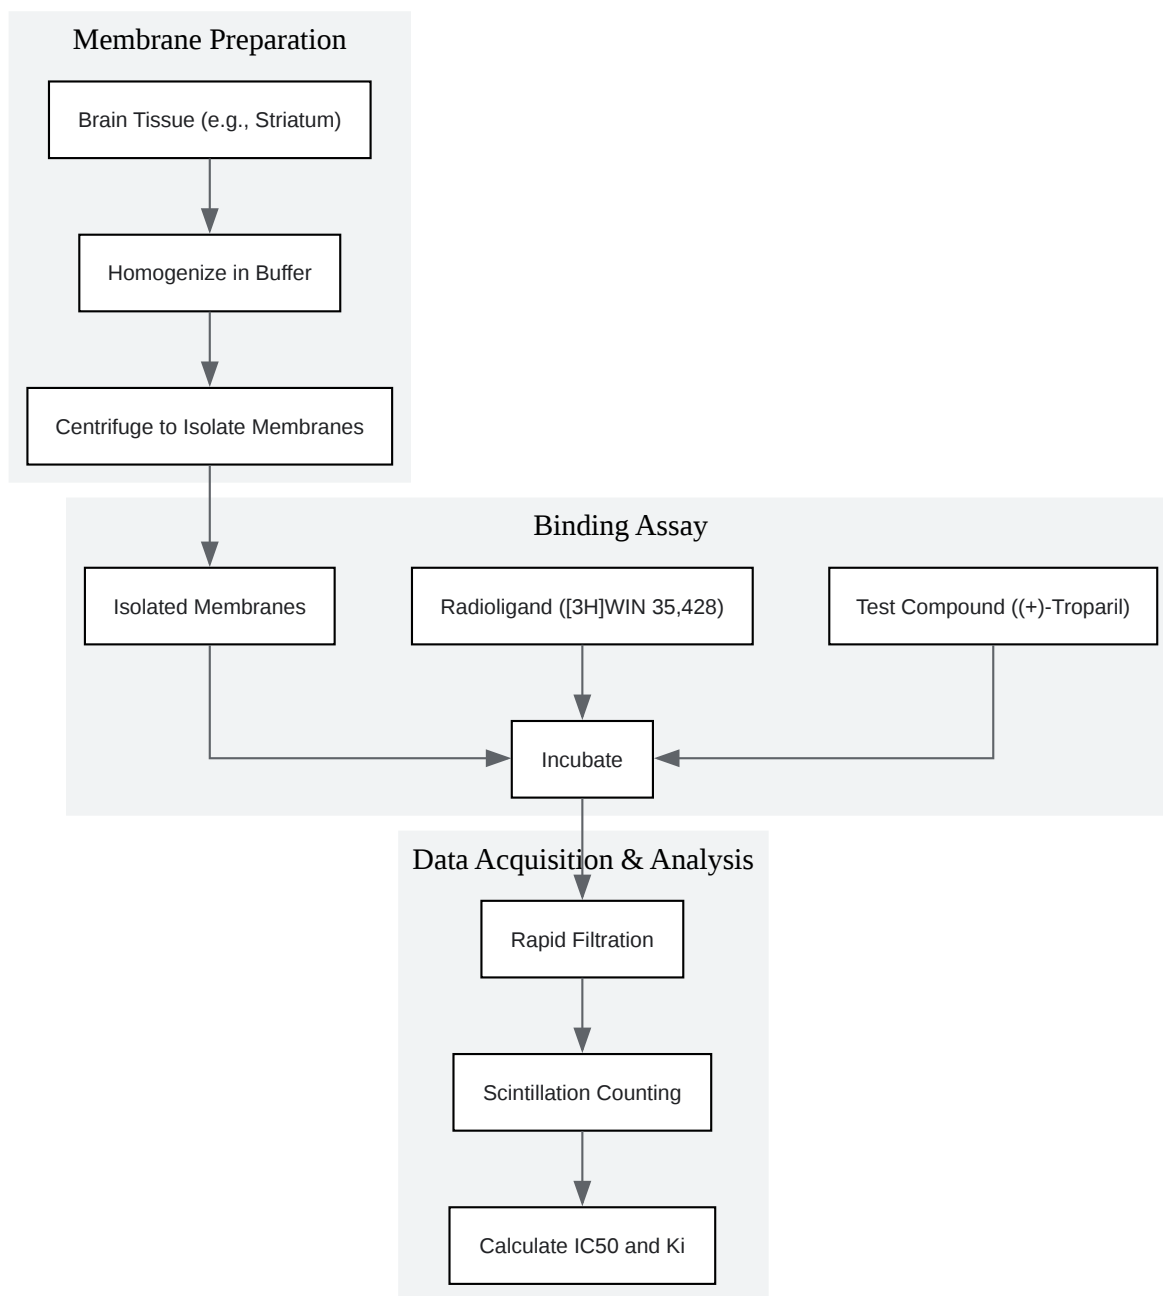 Membrane Preparation
Brain Tissue (e.g., Striatum)
Homogenize in Buffer
Centrifuge to Isolate Membranes
Binding Assay
Isolated Membranes
Radioligand ([3H]WIN 35,428)
Test Compound ((+)-Troparil)
Incubate
Data Acquisition & Analysis
Rapid Filtration
Scintillation Counting
Calculate IC50 and Ki